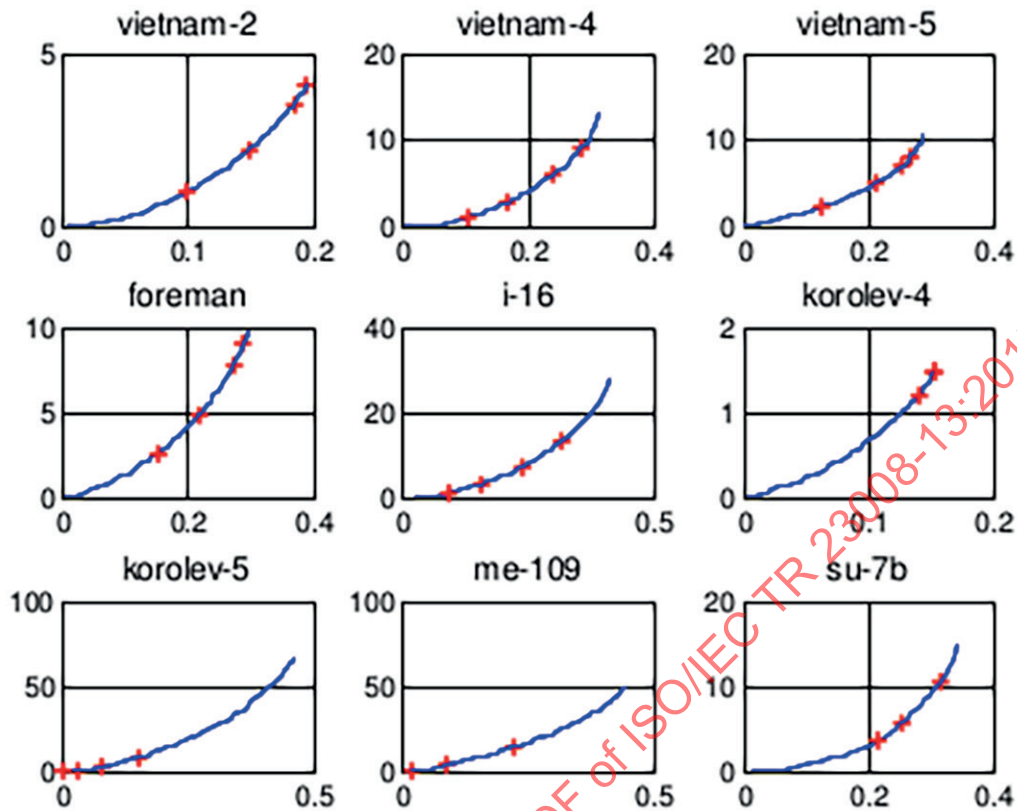 vietnam-2 vietnam-4 vietnam-5
5 20 20
10 10
0 0 0
0 0.1 0.2 0 0.2 0.4 0 0.2 0.4
foreman i-16 korolev-4
10 40 2
5 20 1
0 0 0
0 0.2 0.4 0 0.5 0 0.1 0.2
korolev-5 me-109 su-7b
100 100 20
50 50 10
0 0 0
0 0.5 0 0.5 0 0.2 0.4
PDF of ISO/IEC TR 23008-13:201